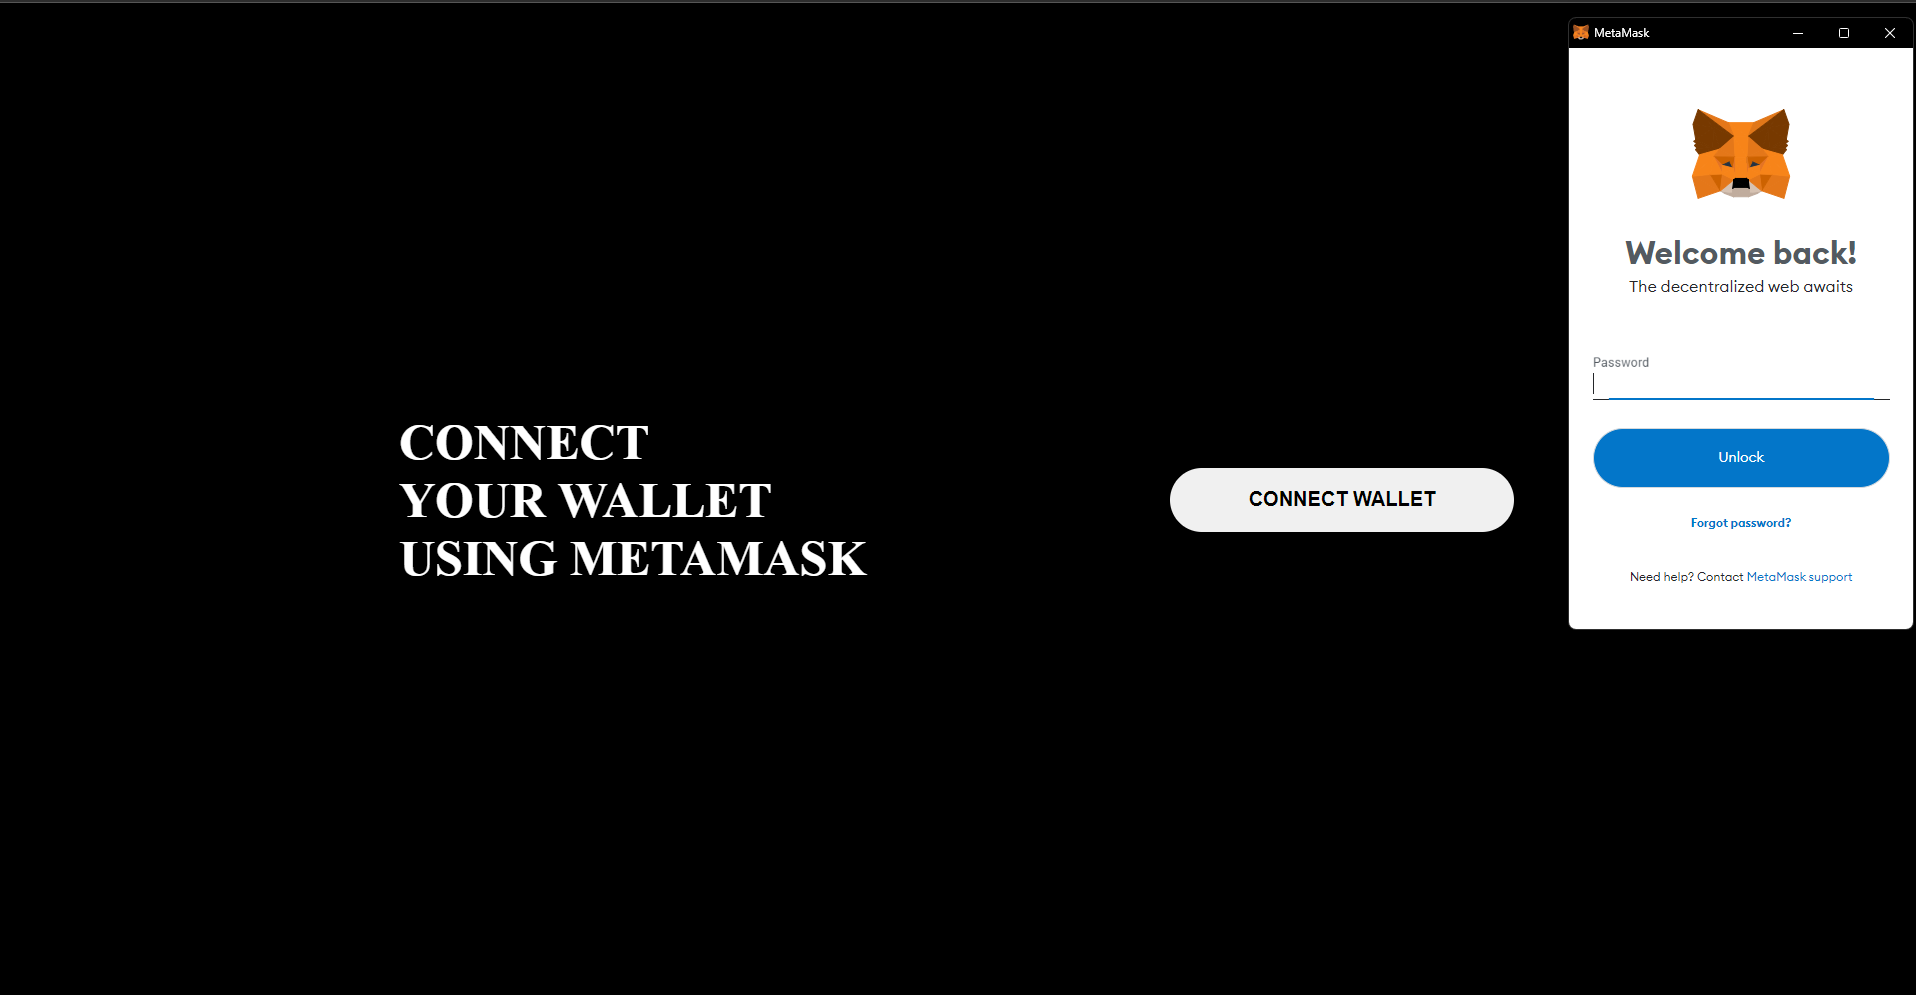 CONNECT
YOUR WALLET
USING METAMASK
CONNECT WALLET
MetaMask
Welcome back!
The decentralized web awaits
Password
Unlock
Forgot password?
Need help? Contact MetaMask support